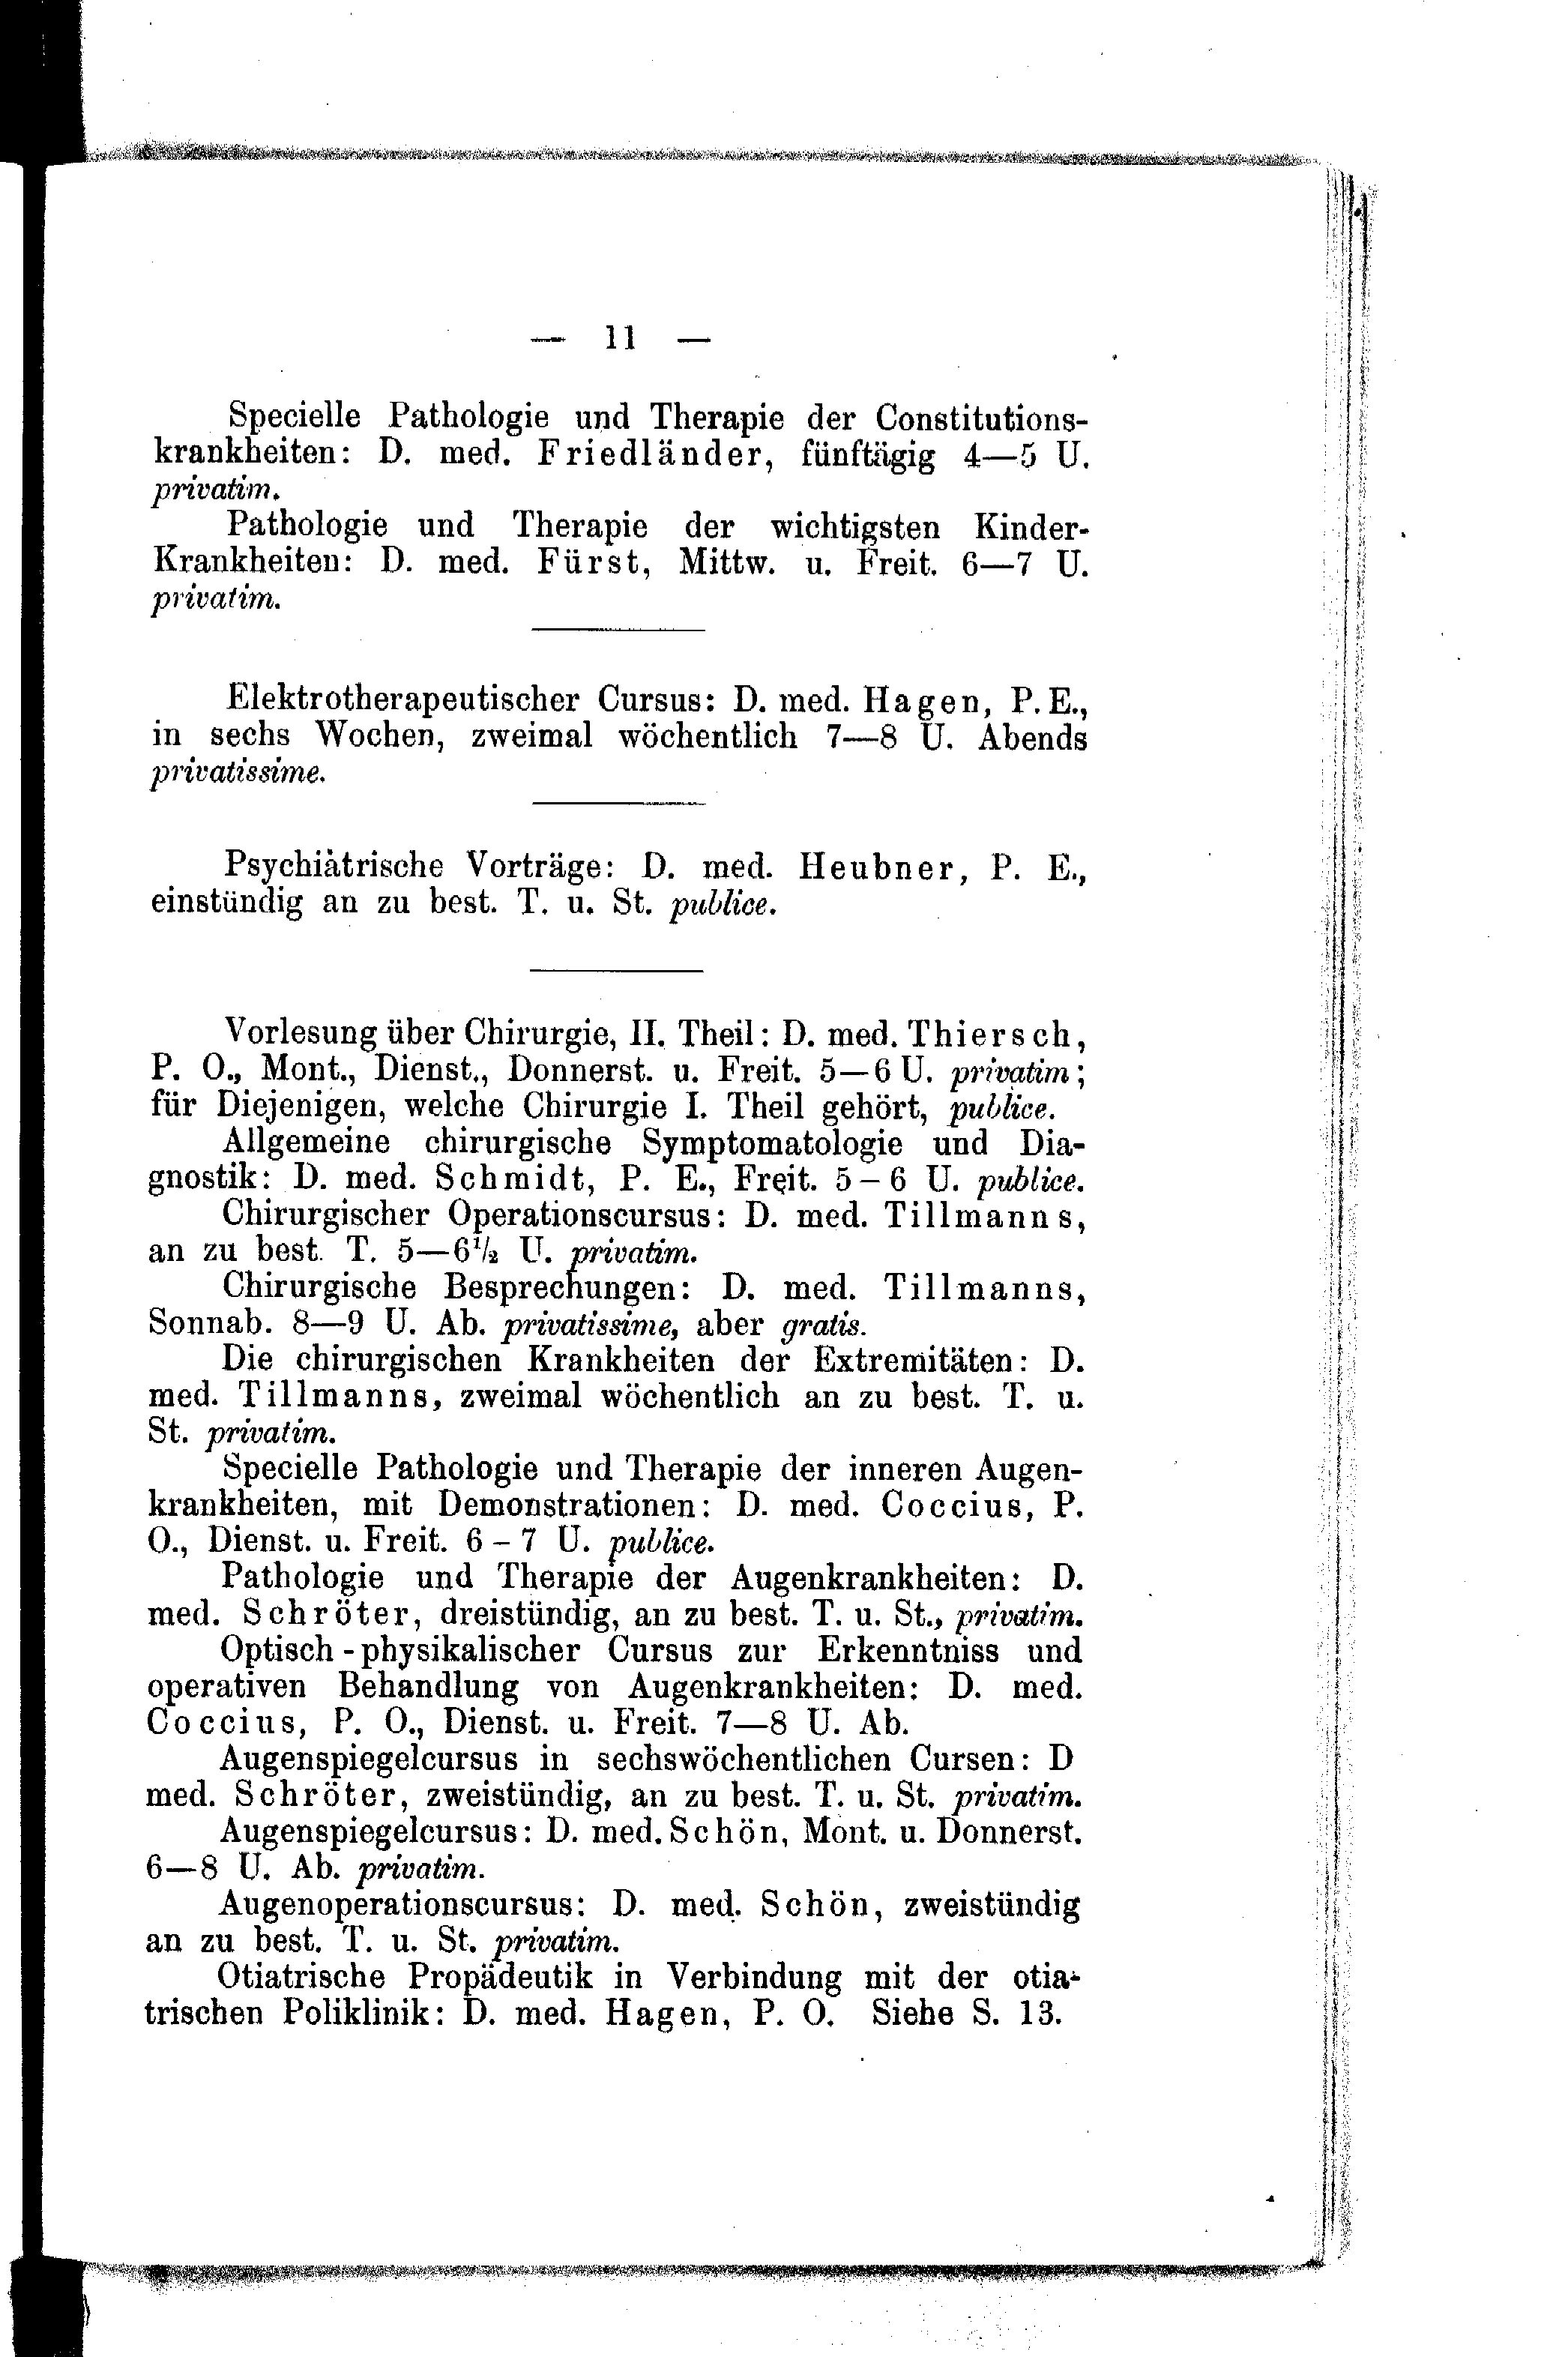 — 11 —
Specielle Pathologie und Therapie der Constitutions-
krankheiten: D. med. Friedländer, fünftägig 4—5 U.
privatim.
Pathologie und Therapie der wichtigsten Kinder-
Krankheiten: D. med. Fürst, Mittw. u. Freit. 6—7 U.
privatim.
Elektrotherapeutischer Cursus: D. med. Hagen, P. E.,
in sechs Wochen, zweimal wöchentlich 7—8 U. Abends
privatissime.
Psychiatrische Vorträge: D. med. Heubner, P. E.,
einstündig an zu best. T. u. St. publice.
Vorlesung über Chirurgie, II. Theil: D. med. Thiersch,
P. O., Mont., Dienst., Donnerst. u. Freit. 5—6 U. privatim;
für Diejenigen, welche Chirurgie I. Theil gehört, publice.
Allgemeine chirurgische Symptomatologie und Dia-
gnostik: D. med. Schmidt, P. E., Freit. 5–6 U. publice.
Chirurgischer Operationscursus: D. med. Tillmanns,
an zu best. T. 5—6½ U. privatim.
Chirurgische Besprechungen: D. med. Tillmanns,
Sonnab. 8—9 U. Ab. privatissime, aber gratis.
Die chirurgischen Krankheiten der Extremitäten: D.
med. Tillmanns, zweimal wöchentlich an zu best. T. u.
St. privatim.
Specielle Pathologie und Therapie der inneren Augen-
krankheiten, mit Demonstrationen: D. med. Coccius, P.
O., Dienst. u. Freit. 6–7 U. publice.
Pathologie und Therapie der Augenkrankheiten: D.
med. Schröter, dreistündig, an zu best. T. u. St., privatim.
Optisch-physikalischer Cursus zur Erkenntniss und
operativen Behandlung von Augenkrankheiten: D. med.
Coccius, P. O., Dienst. u. Freit. 7—8 U. Ab.
Augenspiegelcursus in sechswöchentlichen Cursen: D
med. Schröter, zweistündig, an zu best. T. u. St. privatim.
Augenspiegelcursus: D. med. Schön, Mont. u. Donnerst.
6—8 U. Ab. privatim.
Augenoperationscursus: D. med. Schön, zweistündig
an zu best. T. u. St. privatim.
Otiatrische Propädeutik in Verbindung mit der otia-
trischen Poliklinik: D. med. Hagen, P. O. Siehe S. 13.